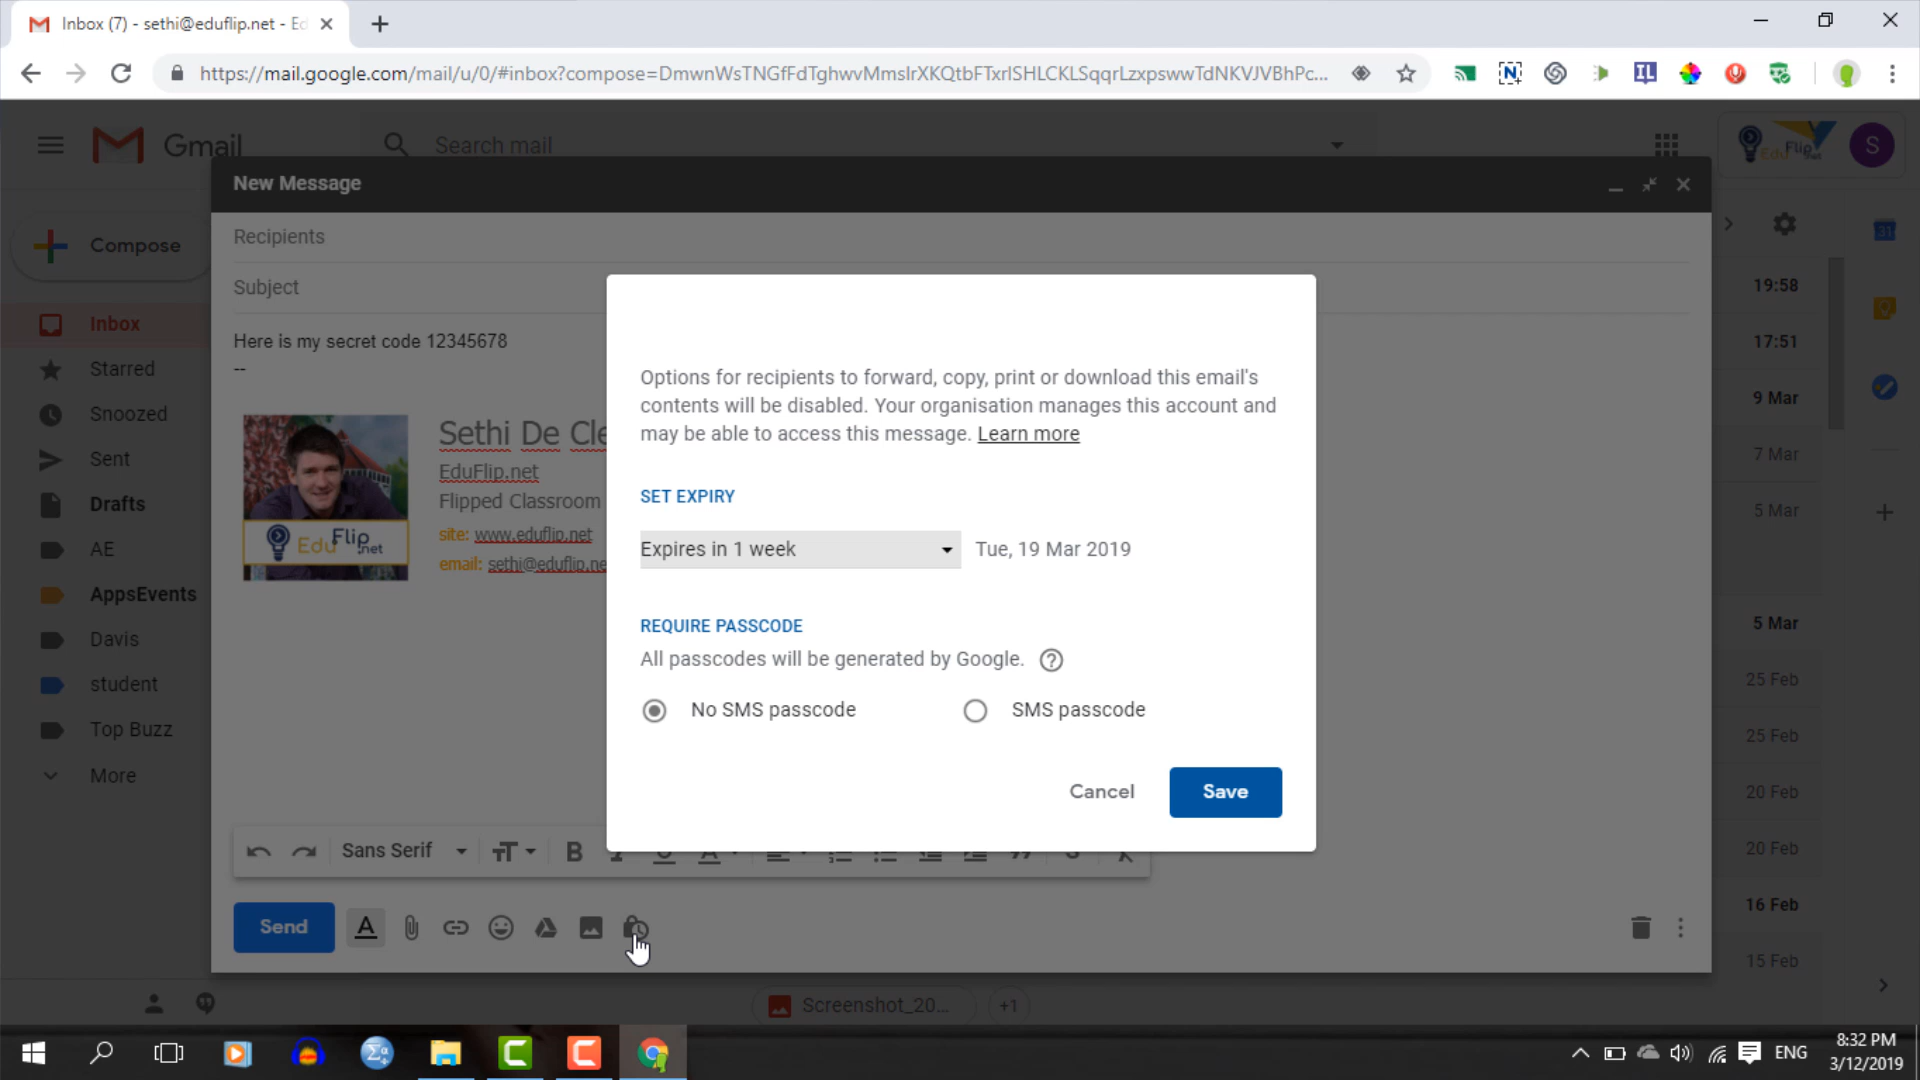 Inbox (7) - sethi@eduflip.net - Ed
https://mail.google.com/mail/u/0/#inbox?compose=DmwnWsTNGfFdTghwvMmsIrXKQtbFTxrlSHLCKLSqqrLzxpswwTdNKVJVBhPc...
Gmail
Search mail
EduFlip.net
S
New Message
Compose
Recipients
Subject
31
Inbox
Starred
Snoozed
Sent
Drafts
AE
AppsEvents
Davis
student
Top Buzz
More
Here is my secret code 12345678
--
EduFlip.net
Sethi De Cle
EduFlip.net
Flipped Classroom
site: www.eduflip.net
email: sethi@eduflip.ne
Options for recipients to forward, copy, print or download this email's
contents will be disabled. Your organisation manages this account and
may be able to access this message. Learn more
SET EXPIRY
Expires in 1 week
Tue, 19 Mar 2019
REQUIRE PASSCODE
All passcodes will be generated by Google.
No SMS passcode
SMS passcode
Cancel
Save
19:58
17:51
9 Mar
7 Mar
5 Mar
5 Mar
25 Feb
25 Feb
20 Feb
20 Feb
16 Feb
15 Feb
Sans Serif
Send
Screenshot_20...
+1
ENG
8:32 PM
3/12/2019